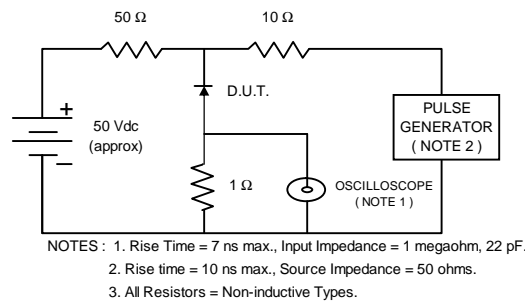 50 Ω
10 Ω
+
D.U.T.
50 Vdc
(approx)
−
PULSE
GENERATOR
( NOTE 2 )
1 Ω
OSCILLOSCOPE
( NOTE 1 )
NOTES : 1. Rise Time = 7 ns max., Input Impedance = 1 megaohm, 22 pF.
2. Rise time = 10 ns max., Source Impedance = 50 ohms.
3. All Resistors = Non-inductive Types.